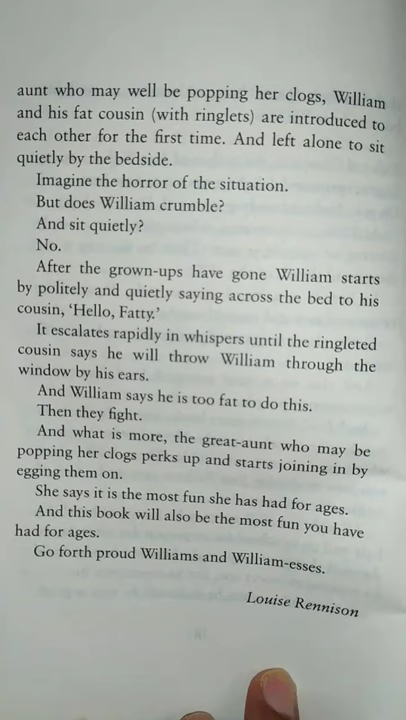 aunt who may well be popping her clogs, William
and his fat cousin (with ringlets) are introduced to
each other for the first time. And left alone to sit
quietly by the bedside.
Imagine the horror of the situation.
But does William crumble?
And sit quietly?
No.
After the grown-ups have gone William starts
by politely and quietly saying across the bed to his
cousin, ‘Hello, Fatty.’
It escalates rapidly in whispers until the ringleted
cousin says he will throw William through the
window by his ears.
And William says he is too fat to do this.
Then they fight.
And what is more, the great-aunt who may be
popping her clogs perks up and starts joining in by
egging them on.
She says it is the most fun she has had for ages.
And this book will also be the most fun you have
had for ages.
Go forth proud Williams and William-esses.
Louise Rennison